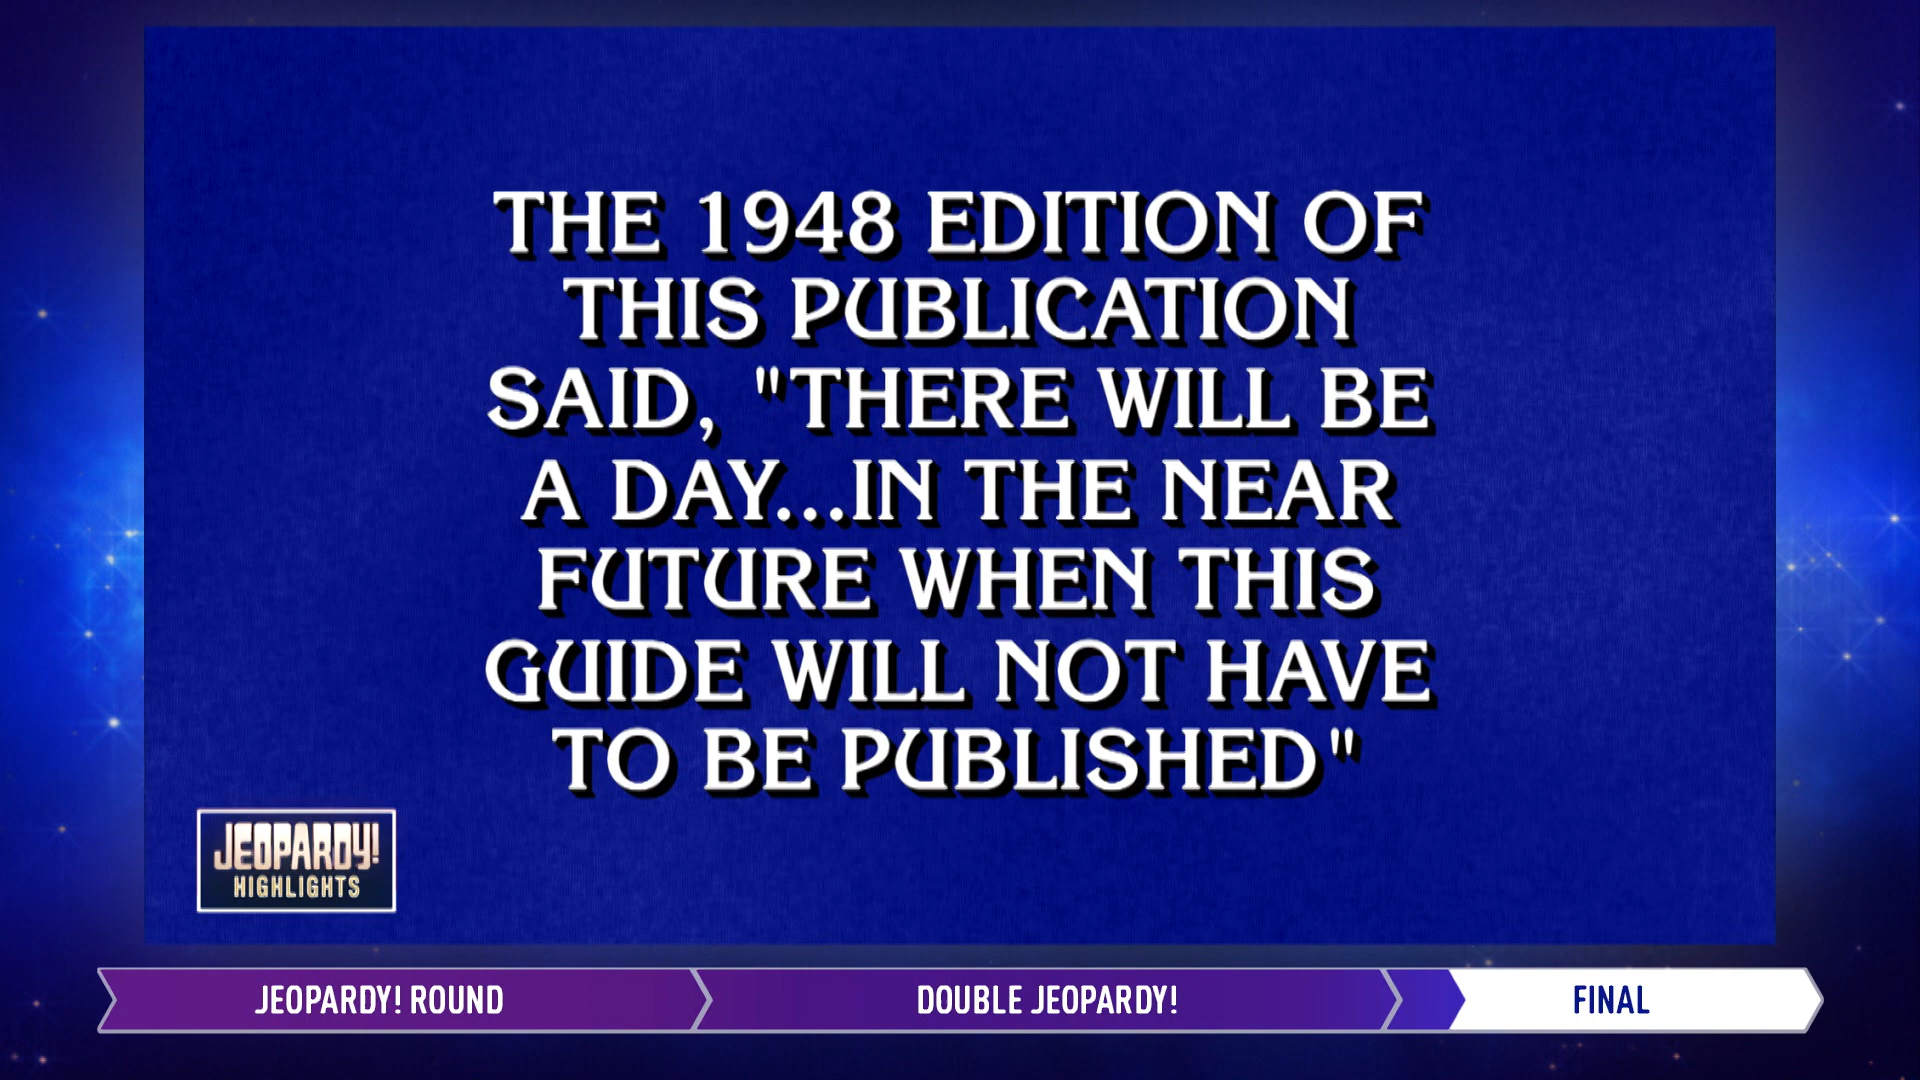 THE 1948 EDITION OF
THIS PUBLICATION
SAID, "THERE WILL BE
A DAY...IN THE NEAR
FUTURE WHEN THIS
GUIDE WILL NOT HAVE
TO BE PUBLISHED"
JEOPARDY!
HIGHLIGHTS
JEOPARDY! ROUND
DOUBLE JEOPARDY!
FINAL